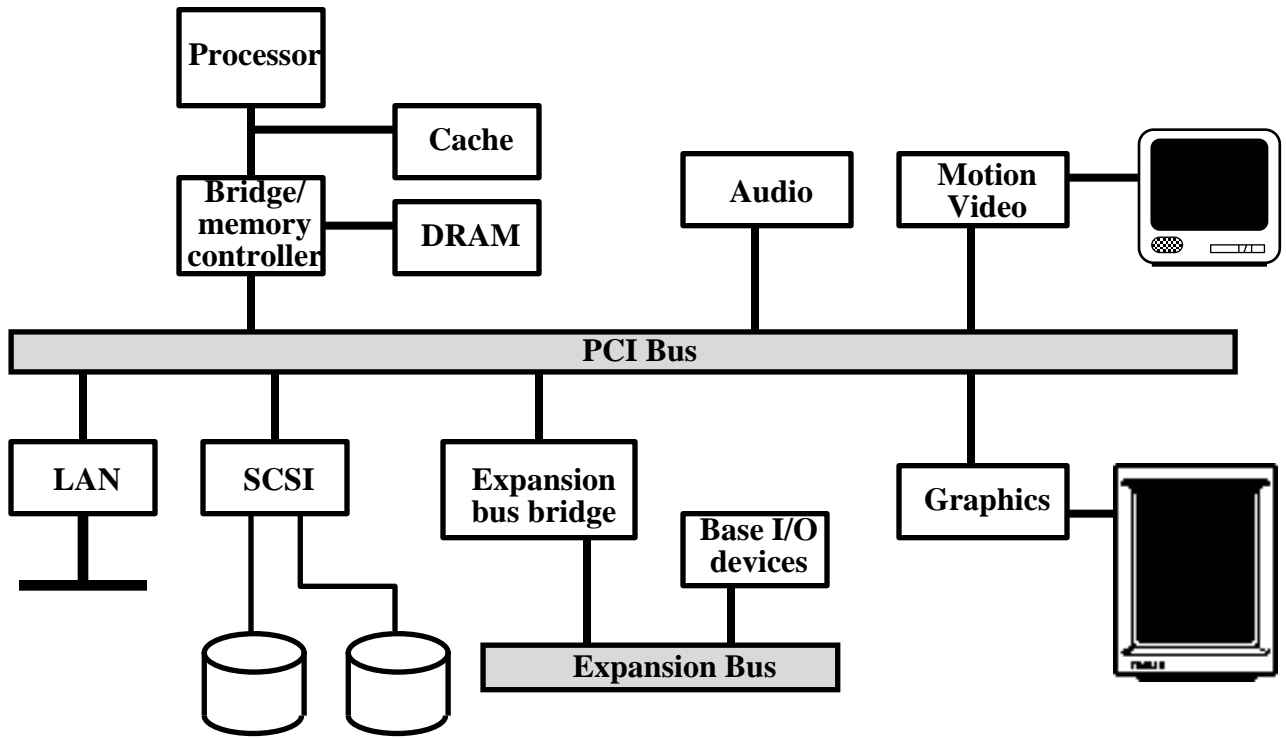 Processor
Cache
Bridge/
memory
controller
DRAM
Audio
Motion
Video
PCI Bus
LAN
SCSI
Expansion
bus bridge
Base I/O
devices
Graphics
Expansion Bus